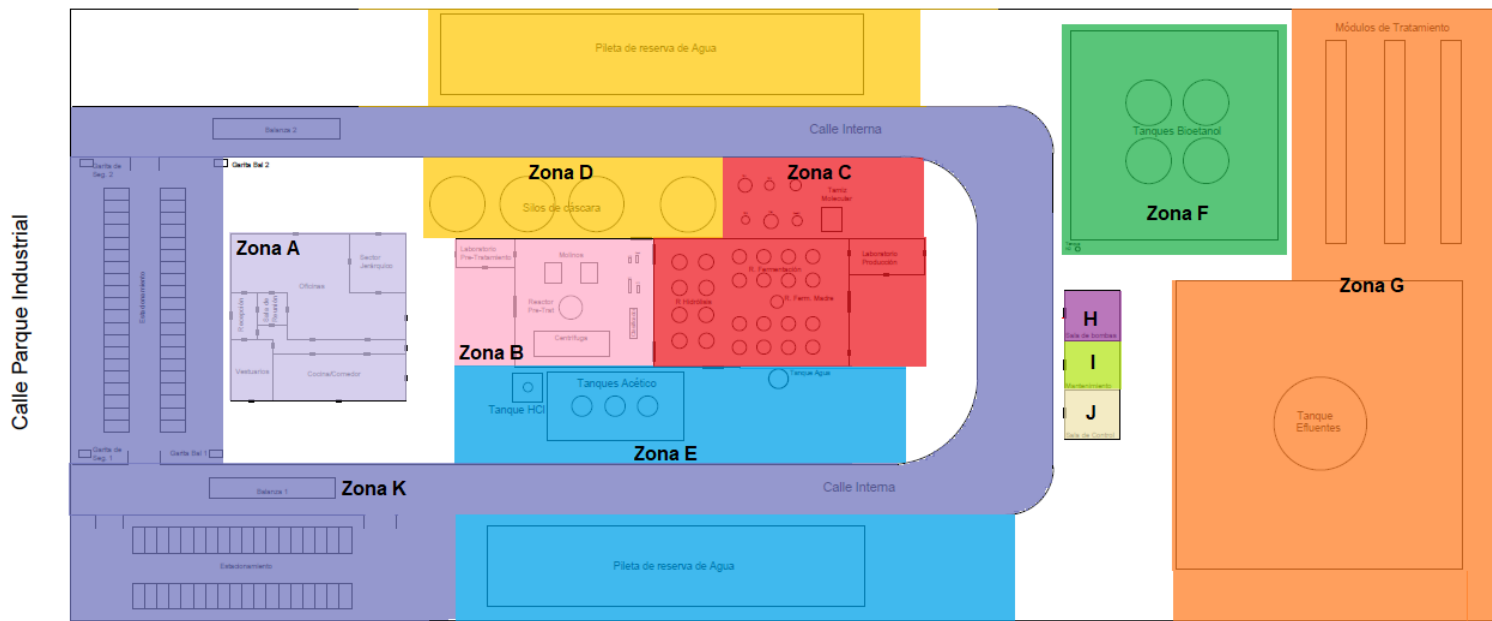 Calle Parque Industrial
Pileta de reserva de Agua
Módulos de Tratamiento
Balanza 2
Calle Interna
Tanques Bioetanol
Zona F
Garita de
Seg. 2
Garita Bal 2
Zona D
Silos de cáscara
Zona C
Tamiz
Molecular
Zona A
Sector
Jerárquico
Oficinas
Recepción
Sala de
Reunión
Vestuarios
Cocina/Comedor
Estacionamiento
Laboratorio
Pre-Tratamiento
Molinos
Reactor
Pre-Trat
Centrífuga
Zona B
R. Fermentación
R Hidrólisis
R. Ferm. Madre
Laboratorio
Producción
Zona G
H
Sala de bombas
I
Mantenimiento
J
Sala de Control
Tanque
Efluentes
Tanques Acético
Tanque HCl
Tanque Agua
Zona E
Garita de
Seg. 1
Garita Bal 1
Balanza 1
Zona K
Calle Interna
Estacionamiento
Pileta de reserva de Agua